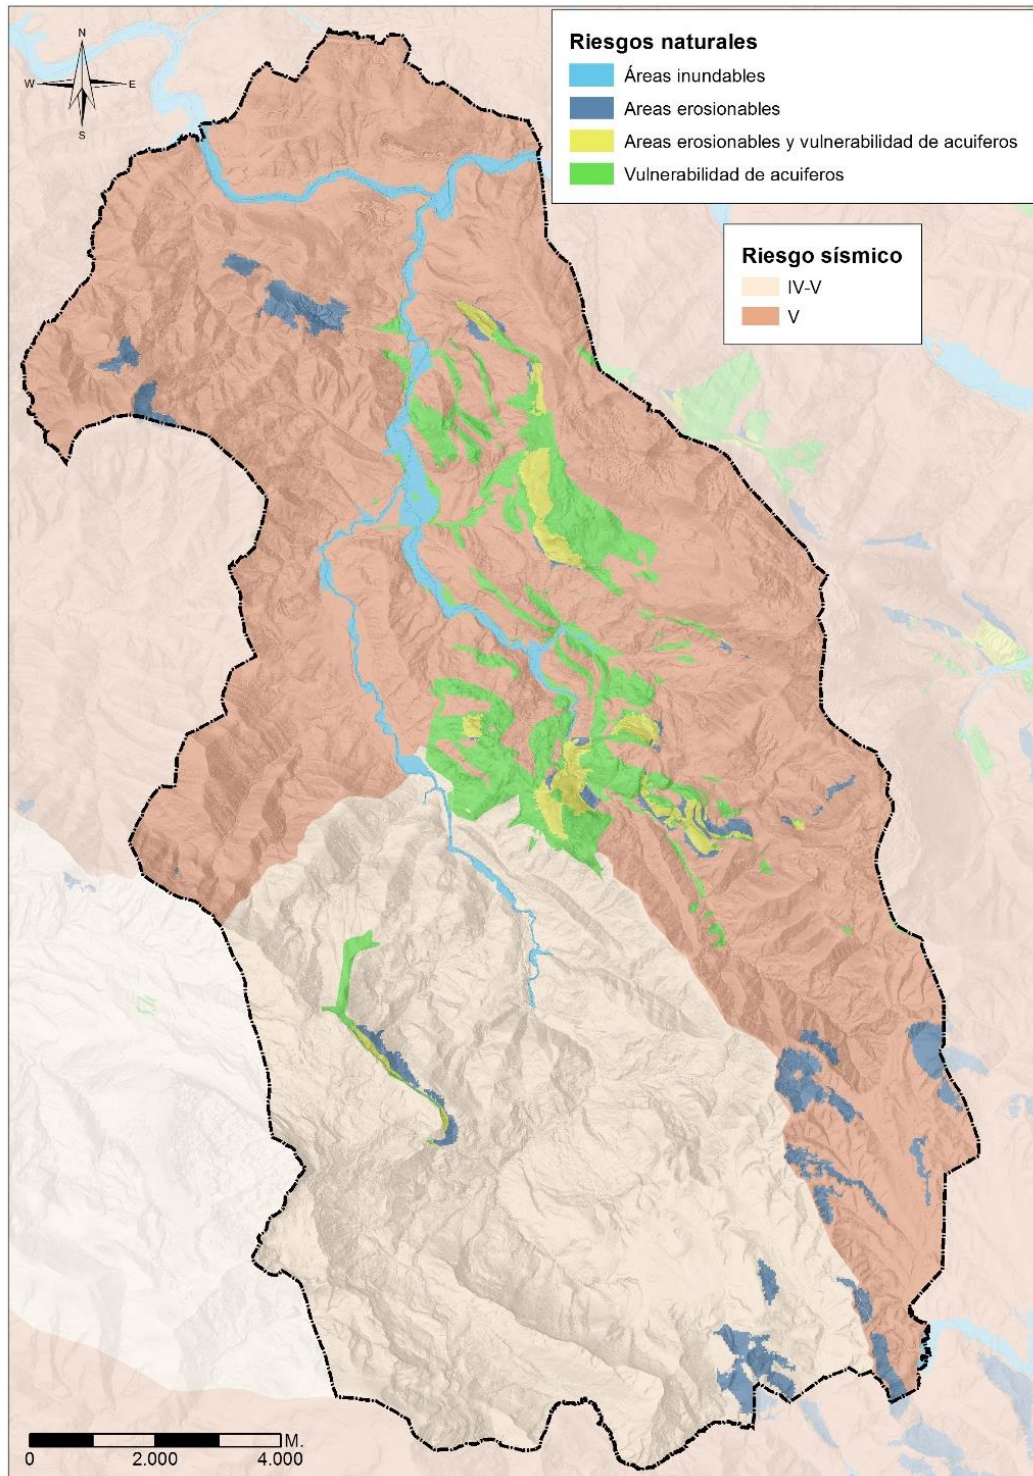 N
W
E
S
Riesgos naturales
Áreas inundables
Areas erosionables
Areas erosionables y vulnerabilidad de acuiferos
Vulnerabilidad de acuiferos
Riesgo sísmico
IV-V
V
M.
0
2.000
4.000